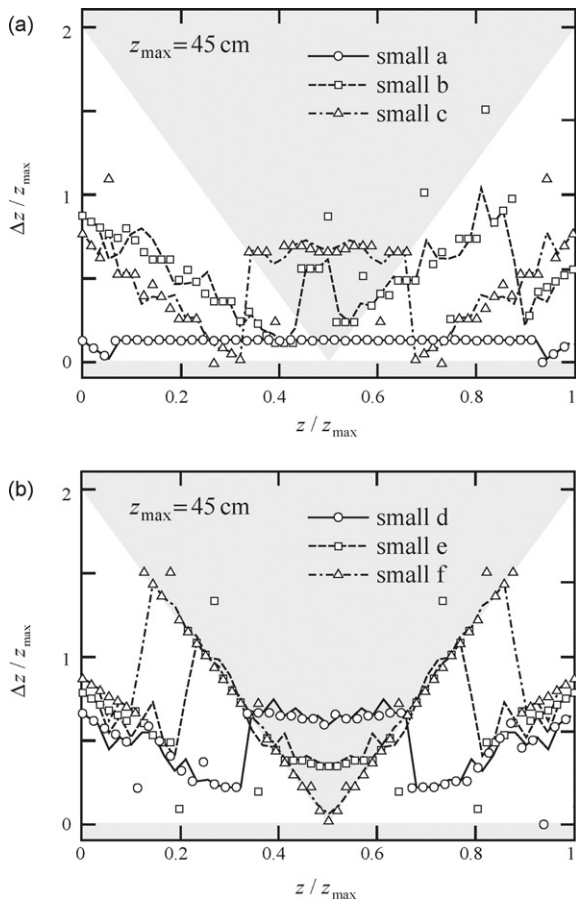 (a)
z_max = 45 cm
small a
small b
small c
Δz / z_max
2
1
0
0 0.2 0.4 0.6 0.8 1
z / z_max
(b)
z_max = 45 cm
small d
small e
small f
Δz / z_max
2
1
0
0 0.2 0.4 0.6 0.8 1
z / z_max